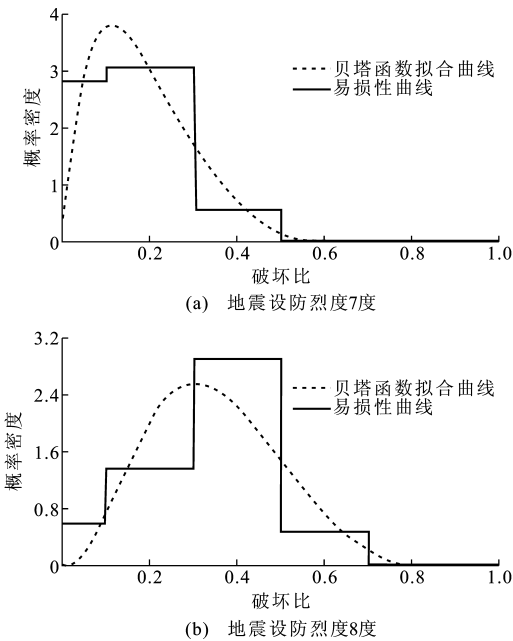 4
3
2
1
0
概率密度
贝塔函数拟合曲线
易损性曲线
0.2
0.4
0.6
0.8
1.0
破坏比
(a) 地震设防烈度7度
3.2
2.4
1.6
0.8
0
概率密度
贝塔函数拟合曲线
易损性曲线
0.2
0.4
0.6
0.8
1.0
破坏比
(b) 地震设防烈度8度